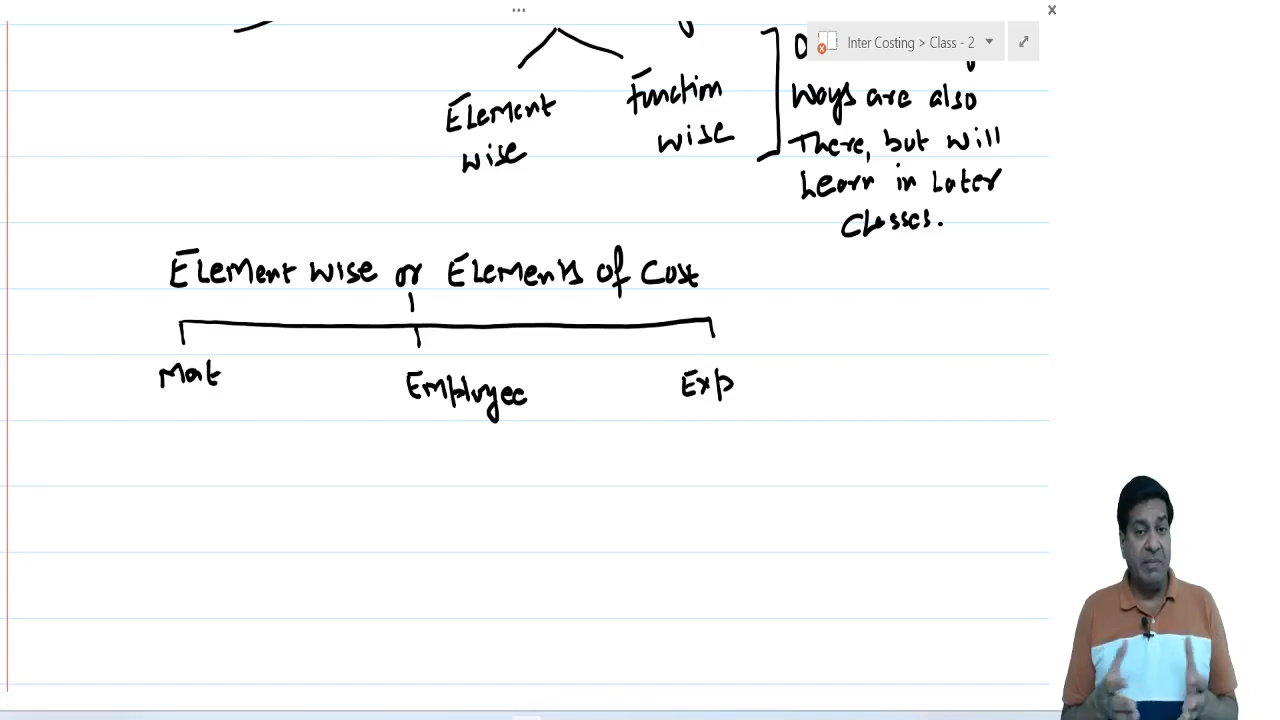 Inter Costing > Class - 2
Element
wise
Function
wise
Ways are also
There, but will
Learn in Later
Classes.
Element wise or Elements of Cost
Mat
Employee
Exp